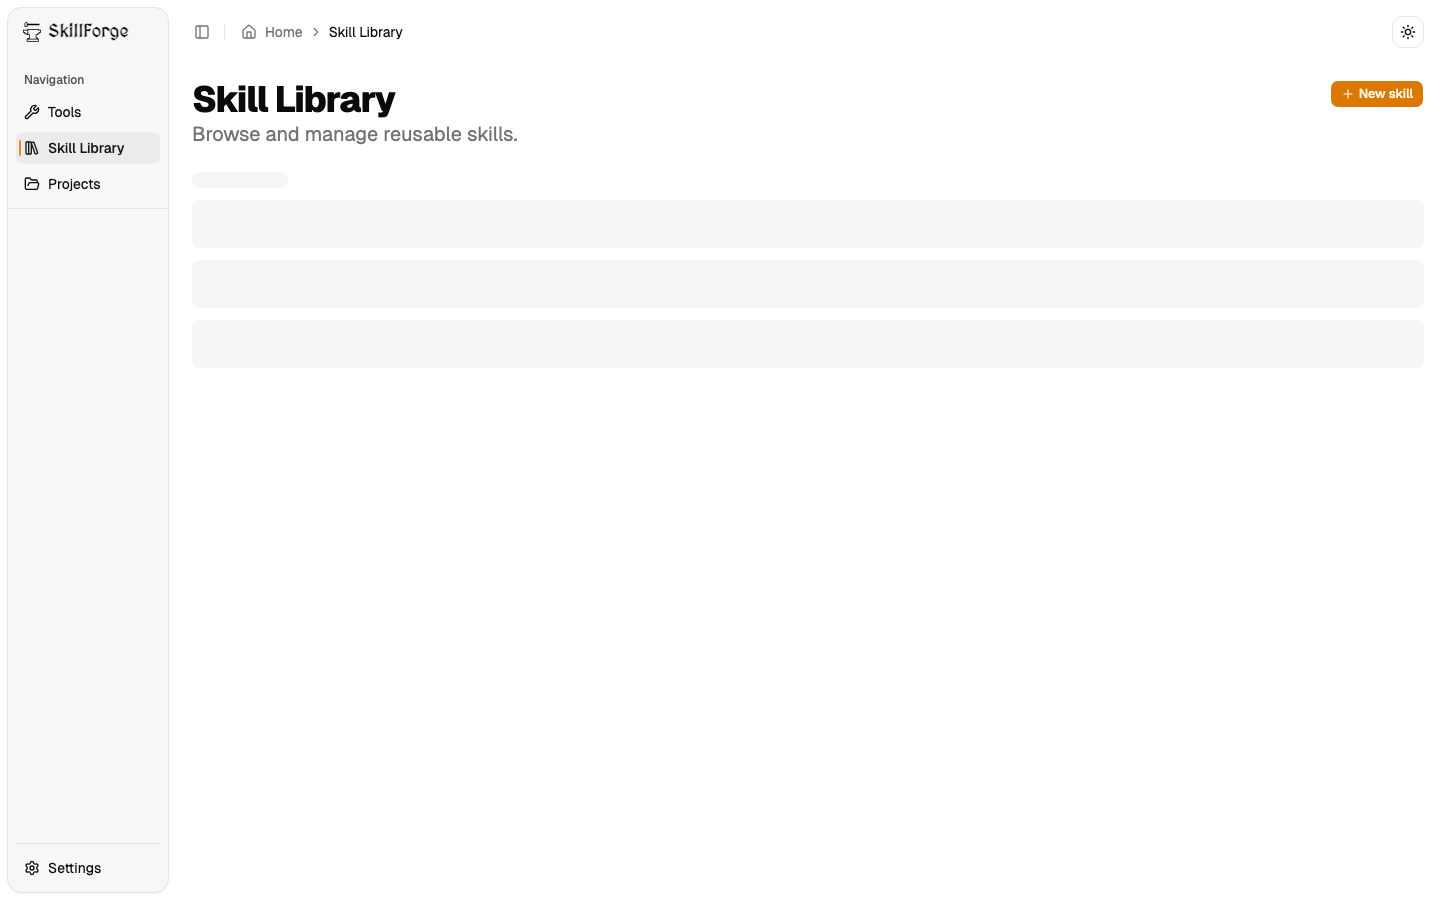 SkillForge
Navigation
Tools
Skill Library
Projects
Settings
Home
Skill Library
Skill Library
Browse and manage reusable skills.
New skill